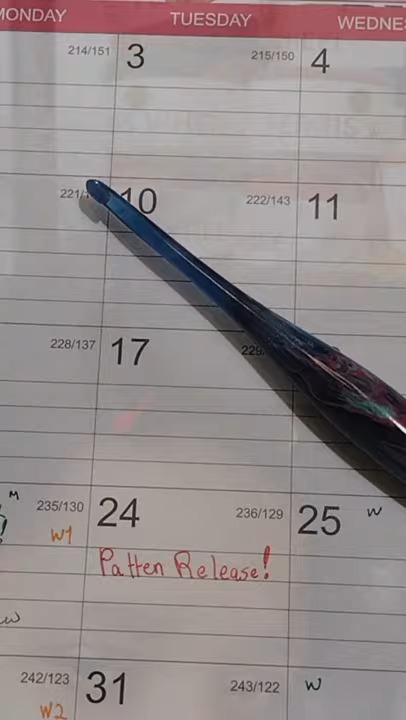 MONDAY TUESDAY WEDNE
214/151 3 215/150 4
10 222/143 11
228/137 17
M 235/130 24 236/129 25 W
W1
Patten Release!
242/123 31 243/122 W
W2